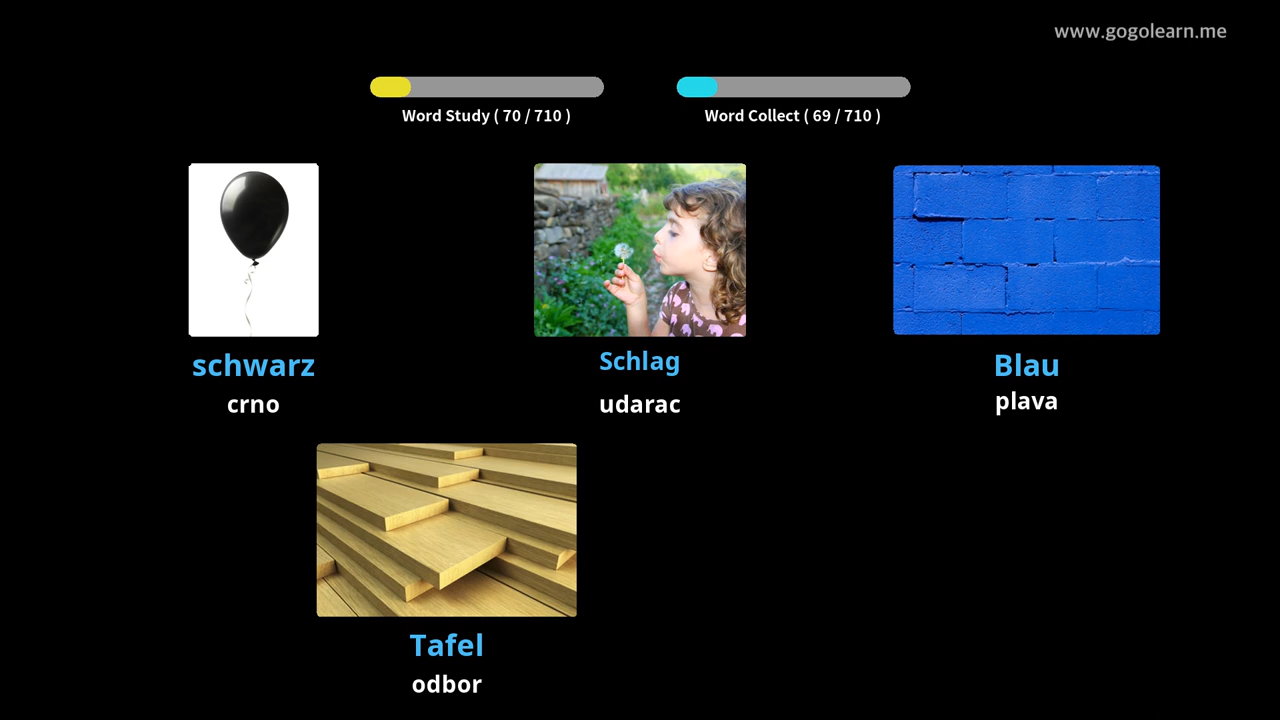 www.gogolearn.me
Word Study ( 70 / 710 )
Word Collect ( 69 / 710 )
schwarz
crno
Schlag
udarac
Blau
plava
Tafel
odbor